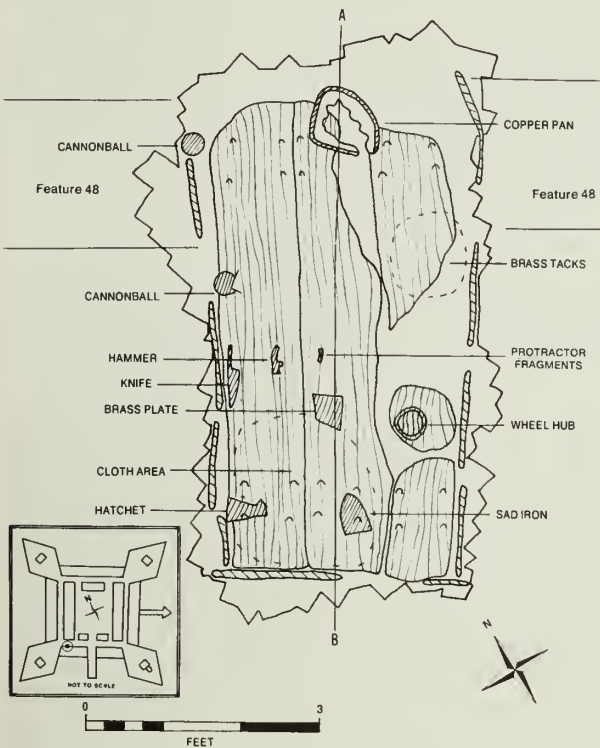 A
COPPER PAN
CANNONBALL
Feature 48
Feature 48
BRASS TACKS
CANNONBALL
HAMMER
PROTRACTOR
FRAGMENTS
KNIFE
BRASS PLATE
WHEEL HUB
CLOTH AREA
HATCHET
SAD IRON
N
NOT TO SCALE
B
N
0
3
FEET